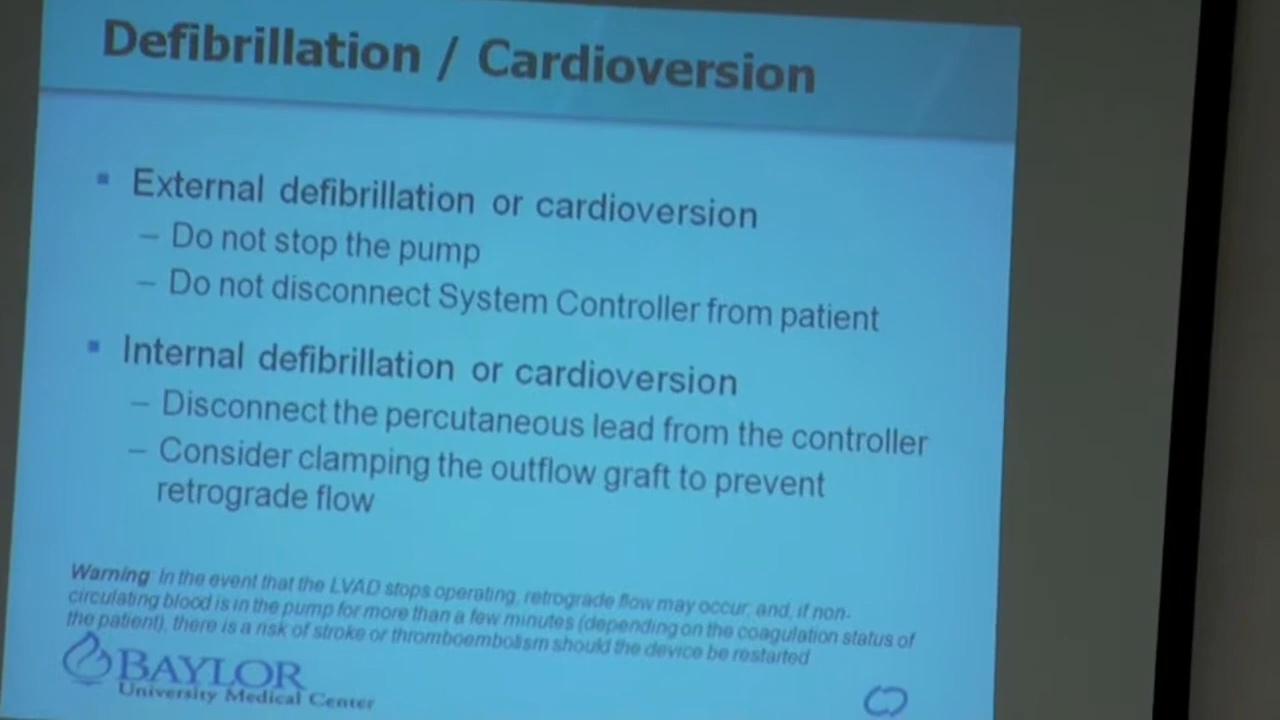 Defibrillation / Cardioversion
▪ External defibrillation or cardioversion
– Do not stop the pump
– Do not disconnect System Controller from patient
▪ Internal defibrillation or cardioversion
– Disconnect the percutaneous lead from the controller
– Consider clamping the outflow graft to prevent
retrograde flow
Warning: In the event that the LVAD stops operating, retrograde flow may occur; and, if non-
circulating blood is in the pump for more than a few minutes (depending on the coagulation status of
the patient), there is a risk of stroke or thromboembolism should the device be restarted
BAYLOR
University Medical Center